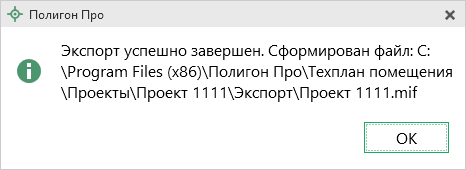 Полигон Про
Экспорт успешно завершен. Сформирован файл: C:
\Program Files (x86)\Полигон Про\Техплан помещения
\Проекты\Проект 1111\Экспорт\Проект 1111.mif
OK